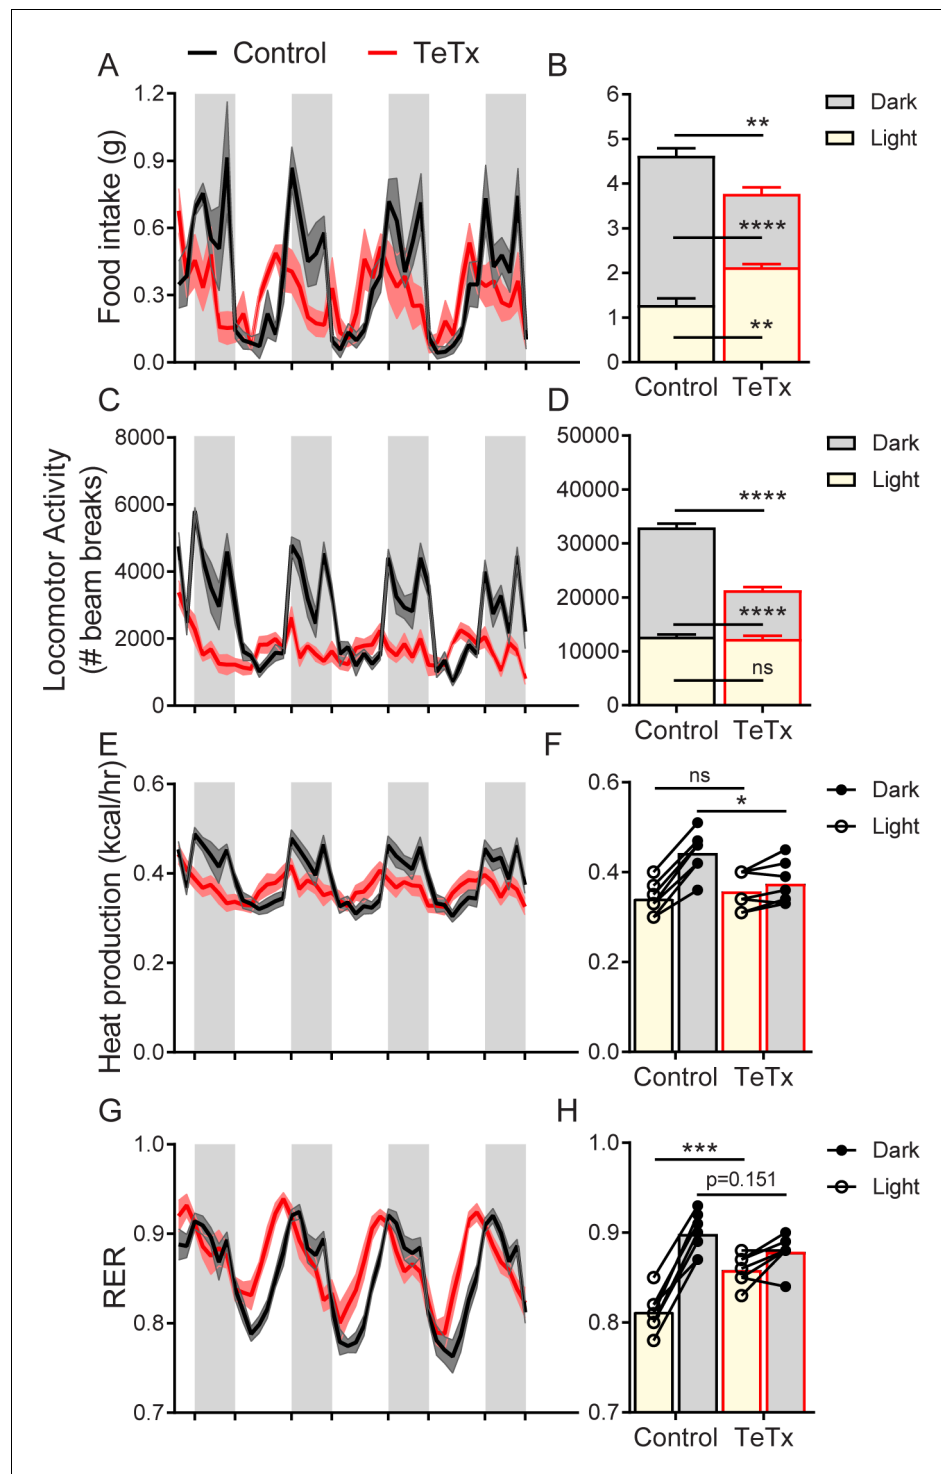 Control TeTx
A
Food intake (g)
1.2
0.9
0.6
0.3
0.0
B
6
5
4
3
2
1
0
**
****
**
Control TeTx
Dark
Light
C
Locomotor Activity
(# beam breaks)
8000
6000
4000
2000
0
D
50000
40000
30000
20000
10000
0
****
****
ns
Control TeTx
Dark
Light
E
Heat production (kcal/hr)
0.6
0.4
0.2
0.0
F
0.6
0.4
0.2
0.0
ns
*
Control TeTx
Dark
Light
G
RER
1.0
0.9
0.8
0.7
H
1.0
0.9
0.8
0.7
***
p=0.151
Control TeTx
Dark
Light